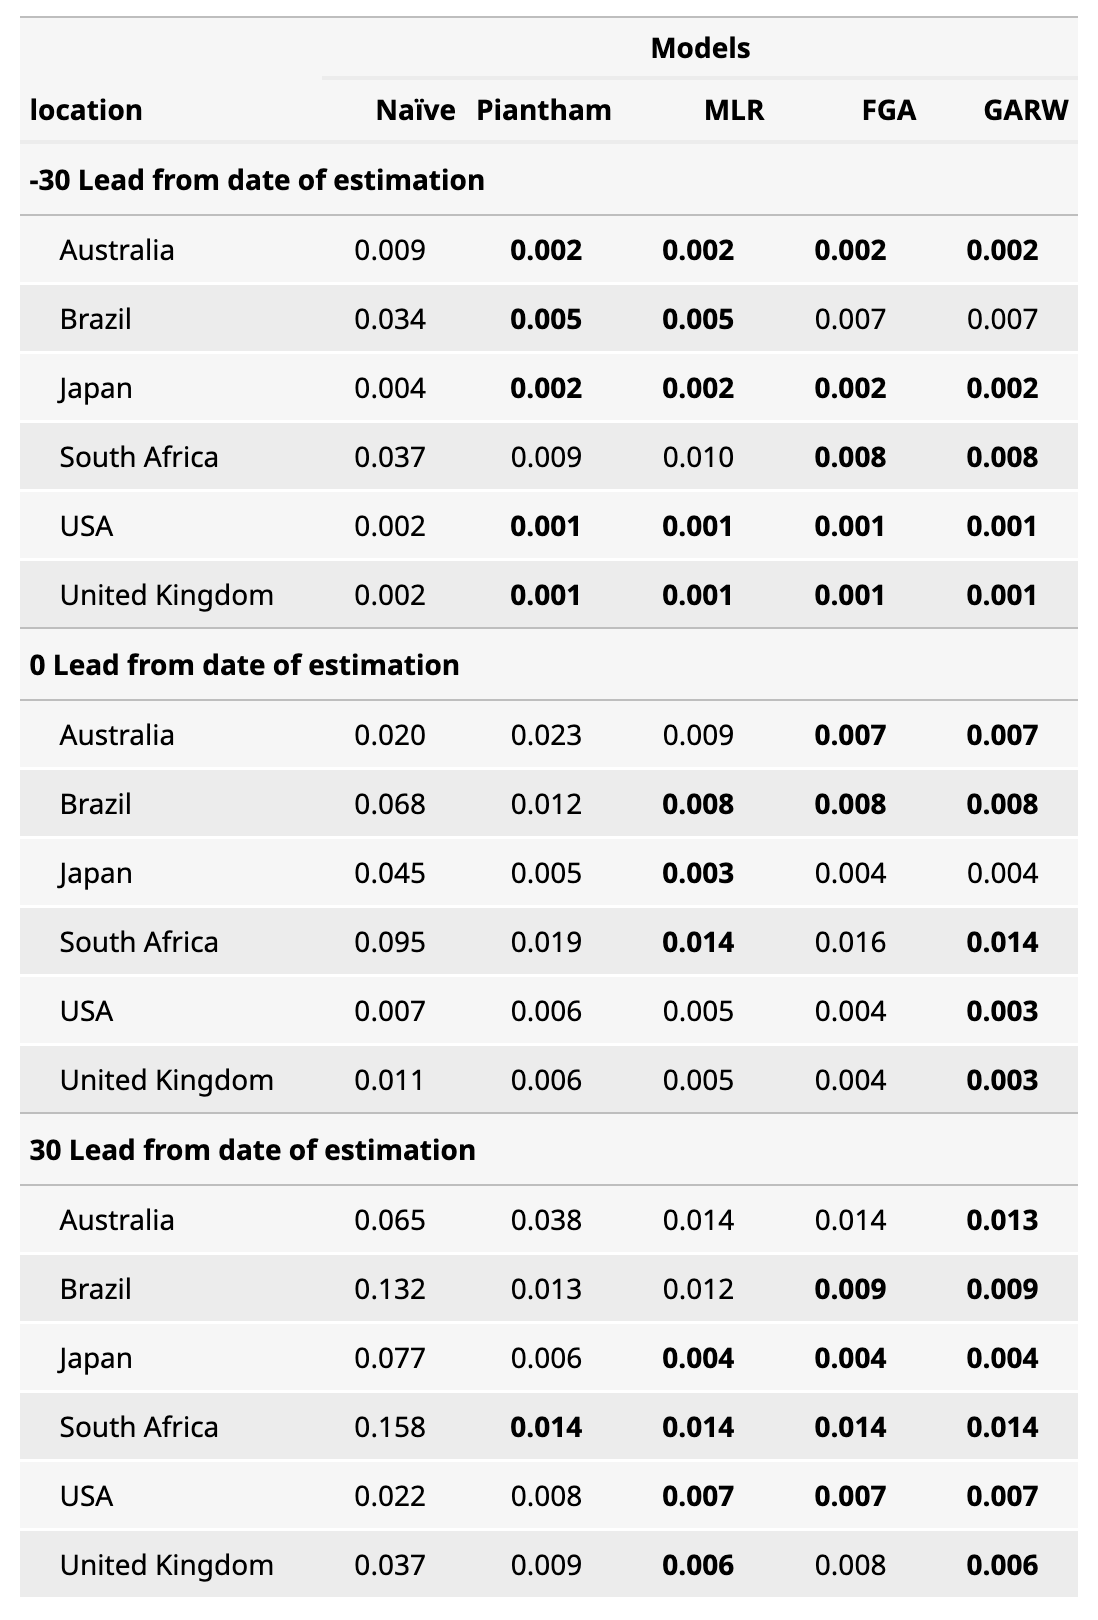 Models
location Naïve Piantham MLR FGA GARW
-30 Lead from date of estimation
Australia 0.009 0.002 0.002 0.002 0.002
Brazil 0.034 0.005 0.005 0.007 0.007
Japan 0.004 0.002 0.002 0.002 0.002
South Africa 0.037 0.009 0.010 0.008 0.008
USA 0.002 0.001 0.001 0.001 0.001
United Kingdom 0.002 0.001 0.001 0.001 0.001
0 Lead from date of estimation
Australia 0.020 0.023 0.009 0.007 0.007
Brazil 0.068 0.012 0.008 0.008 0.008
Japan 0.045 0.005 0.003 0.004 0.004
South Africa 0.095 0.019 0.014 0.016 0.014
USA 0.007 0.006 0.005 0.004 0.003
United Kingdom 0.011 0.006 0.005 0.004 0.003
30 Lead from date of estimation
Australia 0.065 0.038 0.014 0.014 0.013
Brazil 0.132 0.013 0.012 0.009 0.009
Japan 0.077 0.006 0.004 0.004 0.004
South Africa 0.158 0.014 0.014 0.014 0.014
USA 0.022 0.008 0.007 0.007 0.007
United Kingdom 0.037 0.009 0.006 0.008 0.006